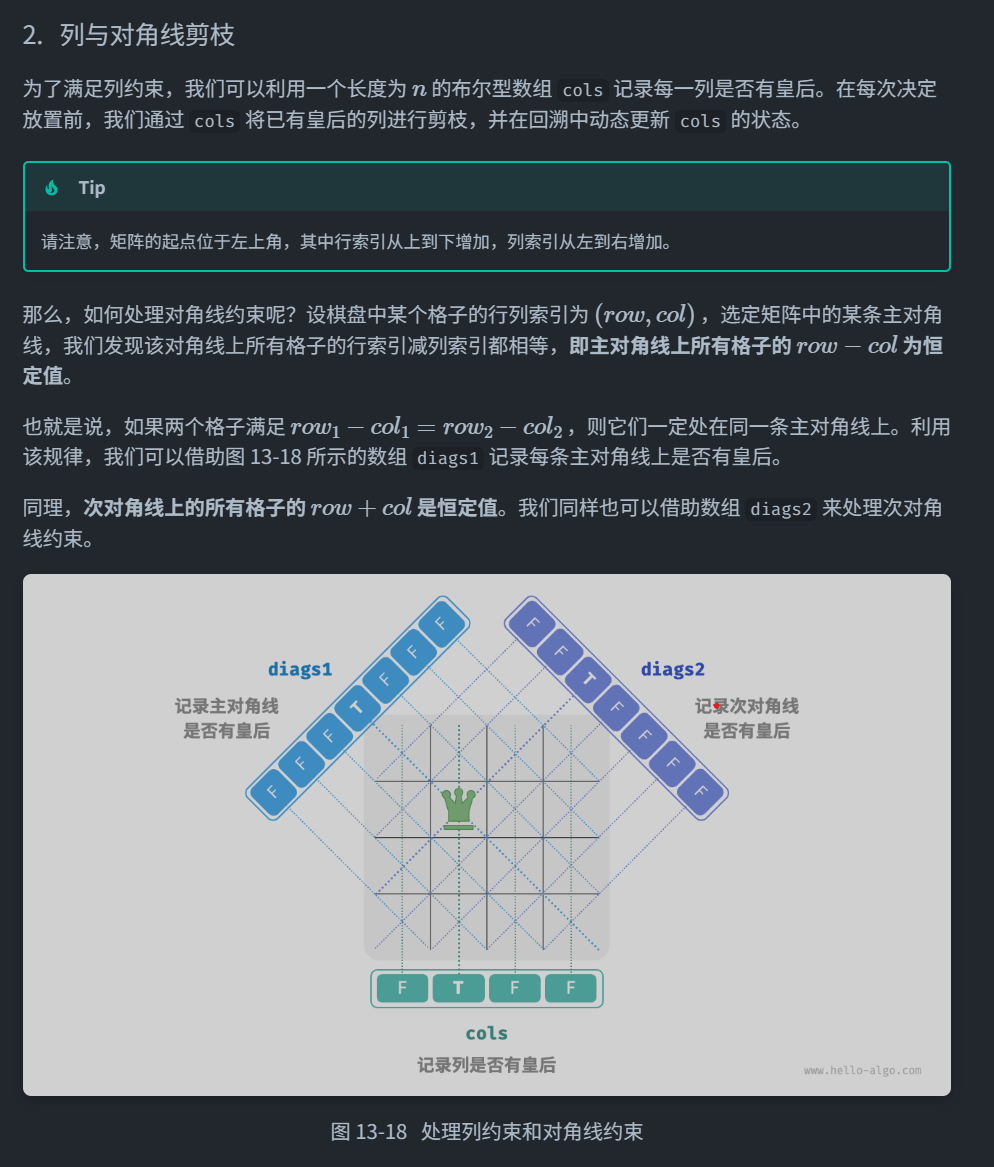 2. 列与对角线剪枝
为了满足列约束，我们可以利用一个长度为 n 的布尔型数组 cols 记录每一列是否有皇后。在每次决定
放置前，我们通过 cols 将已有皇后的列进行剪枝，并在回溯中动态更新 cols 的状态。
Tip
请注意，矩阵的起点位于左上角，其中行索引从上到下增加，列索引从左到右增加。
那么，如何处理对角线约束呢？设棋盘中某个格子的行列索引为 (row, col)，选定矩阵中的某条主对角
线，我们发现该对角线上所有格子的行索引减列索引都相等，即主对角线上所有格子的 row − col 为恒
定值。
也就是说，如果两个格子满足 row₁ − col₁ = row₂ − col₂，则它们一定处在同一条主对角线上。利用
该规律，我们可以借助图 13-18 所示的数组 diags1 记录每条主对角线上是否有皇后。
同理，次对角线上的所有格子的 row + col 是恒定值。我们同样也可以借助数组 diags2 来处理次对角
线约束。
F F F T F F F
diags1
记录主对角线
是否有皇后
F F T F F F F
diags2
记录次对角线
是否有皇后
F T F F
cols
记录列是否有皇后
www.hello-algo.com
图 13-18 处理列约束和对角线约束